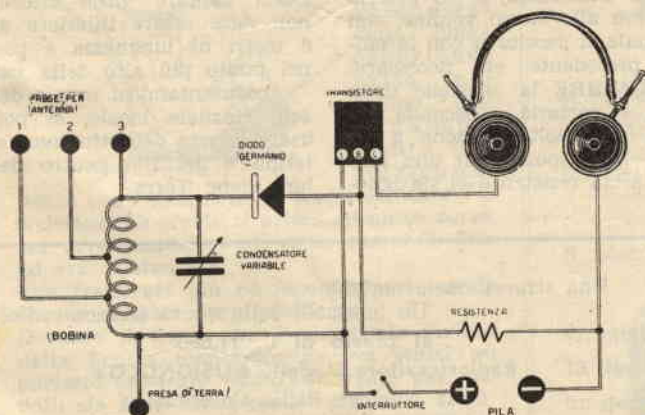 PRESE PER
ANTENNA
1 2 3
TRANSISTORE
B C
DIODO
GERMANIO
CONDENSATORE
VARIABILE
(BOBINA
RESISTENZA
PRESA DI TERRA!
INTERRUTTORE
+ −
PILA